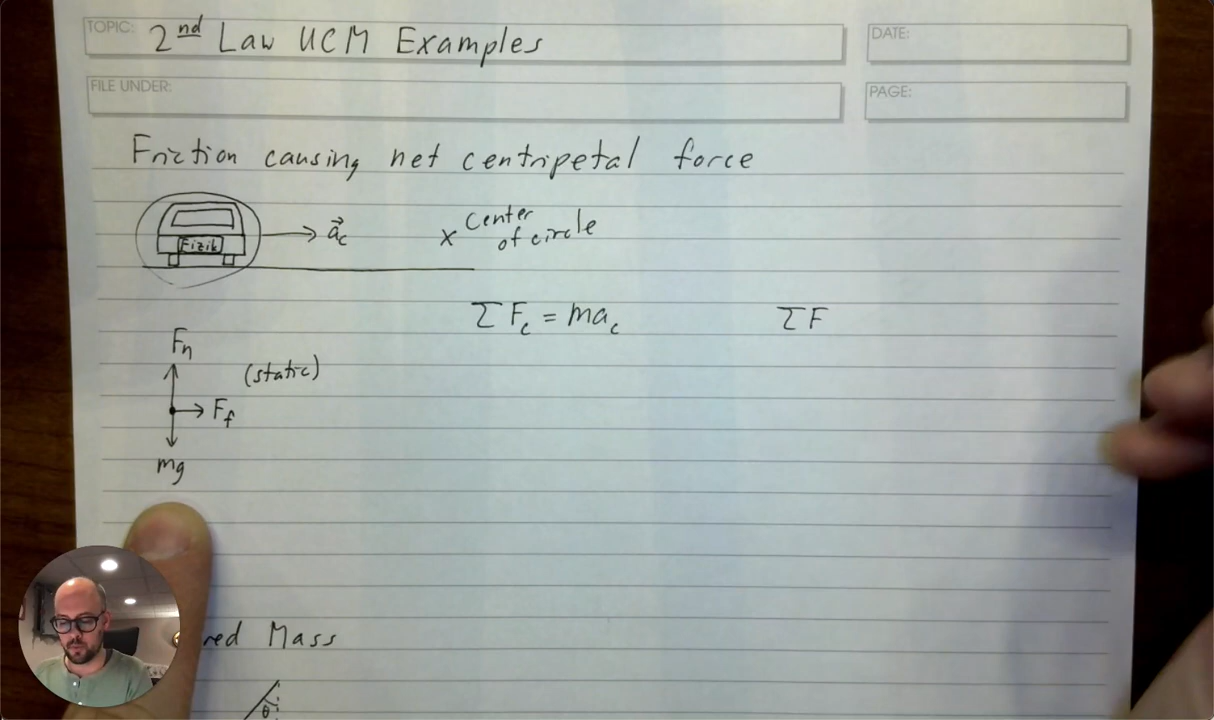 TOPIC: 2nd Law UCM Examples
DATE:
FILE UNDER:
PAGE:
Friction causing net centripetal force
Fizik
a⃗c
x Center
of circle
ΣFc = mac
ΣF
Fn
(static)
Ff
mg
red Mass
θ